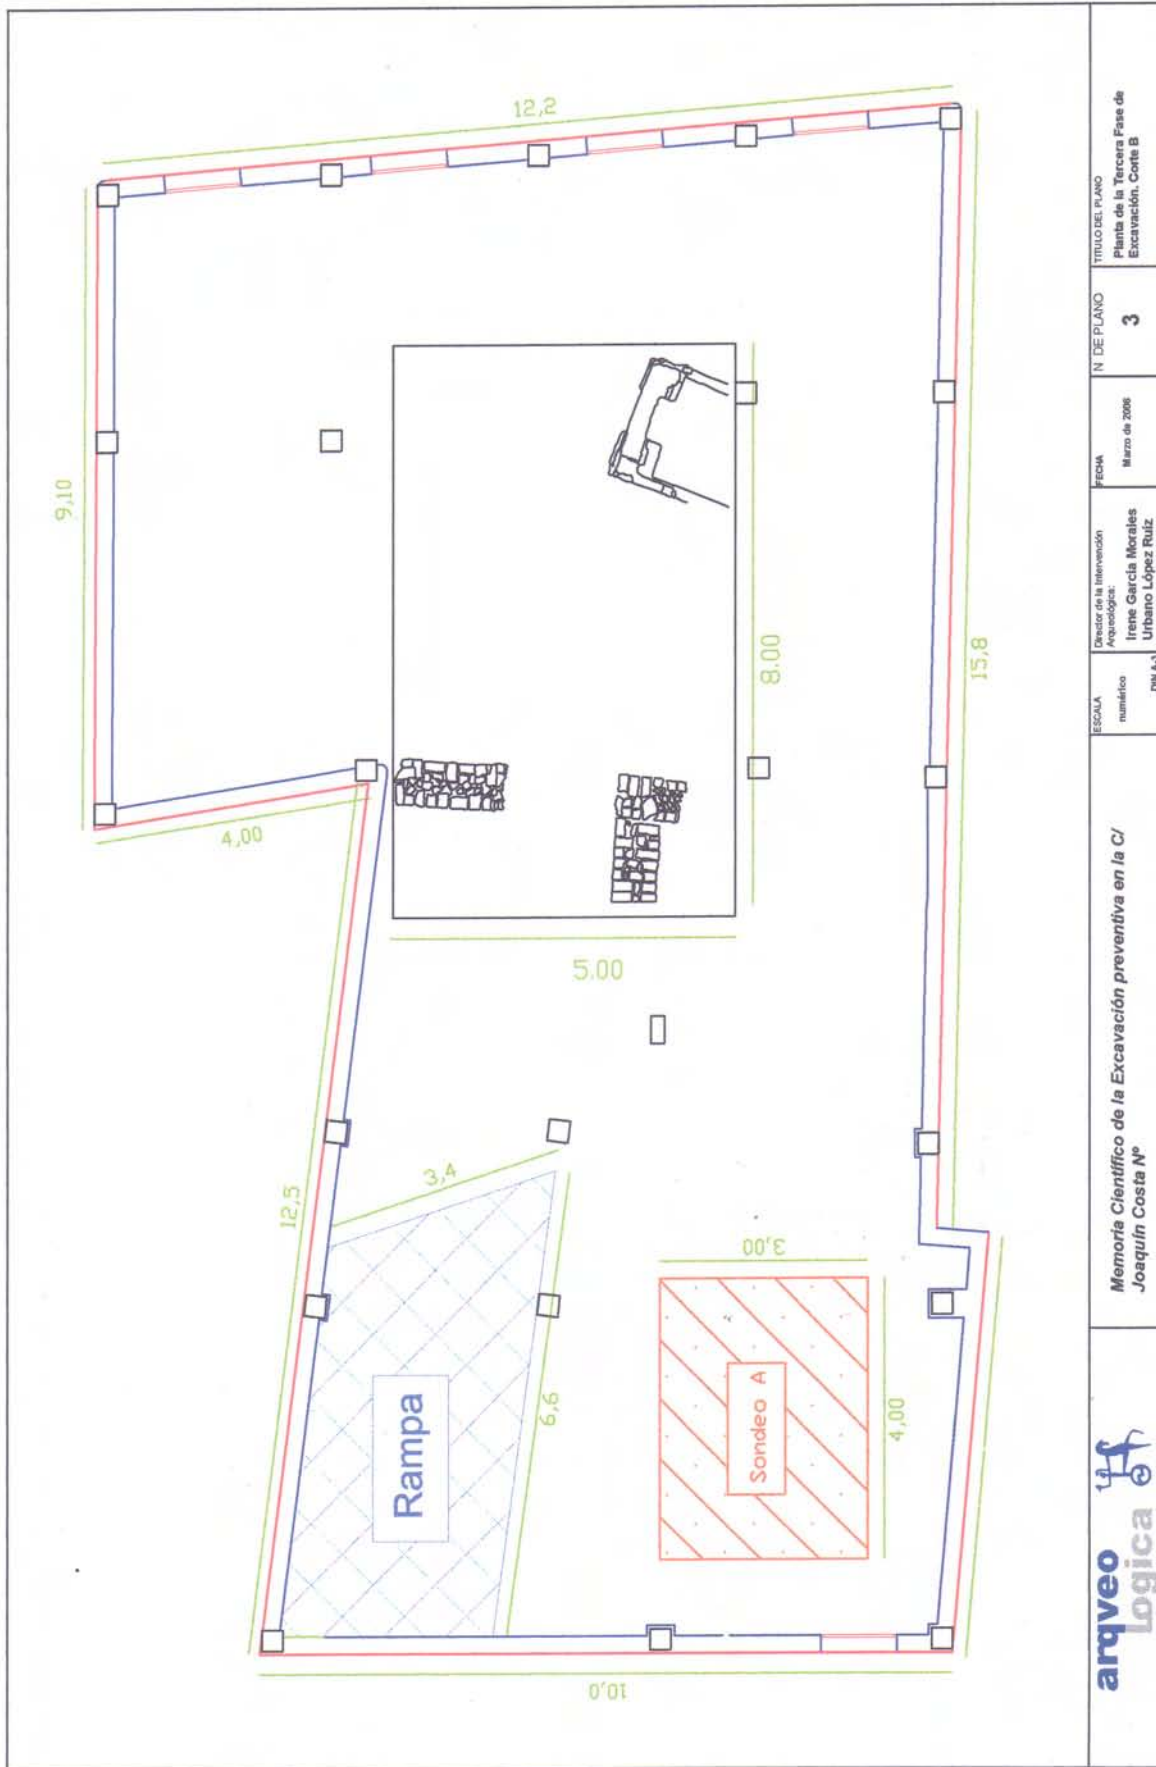 12,2
9,10
4,00
12,5
3,4
6,6
Rampa
10,0
Sondeo A
3,00
4,00
5.00
8.00
15,8
arqveo
Logica
Memoria Científico de la Excavación preventiva en la C/
Joaquín Costa Nº
ESCALA
numérico
DIN A-3
Director de la Intervención
Arqueológica:
Irene García Morales
Urbano López Ruiz
FECHA
Marzo de 2006
N DE PLANO
3
TITULO DEL PLANO
Planta de la Tercera Fase de
Excavación. Corte B